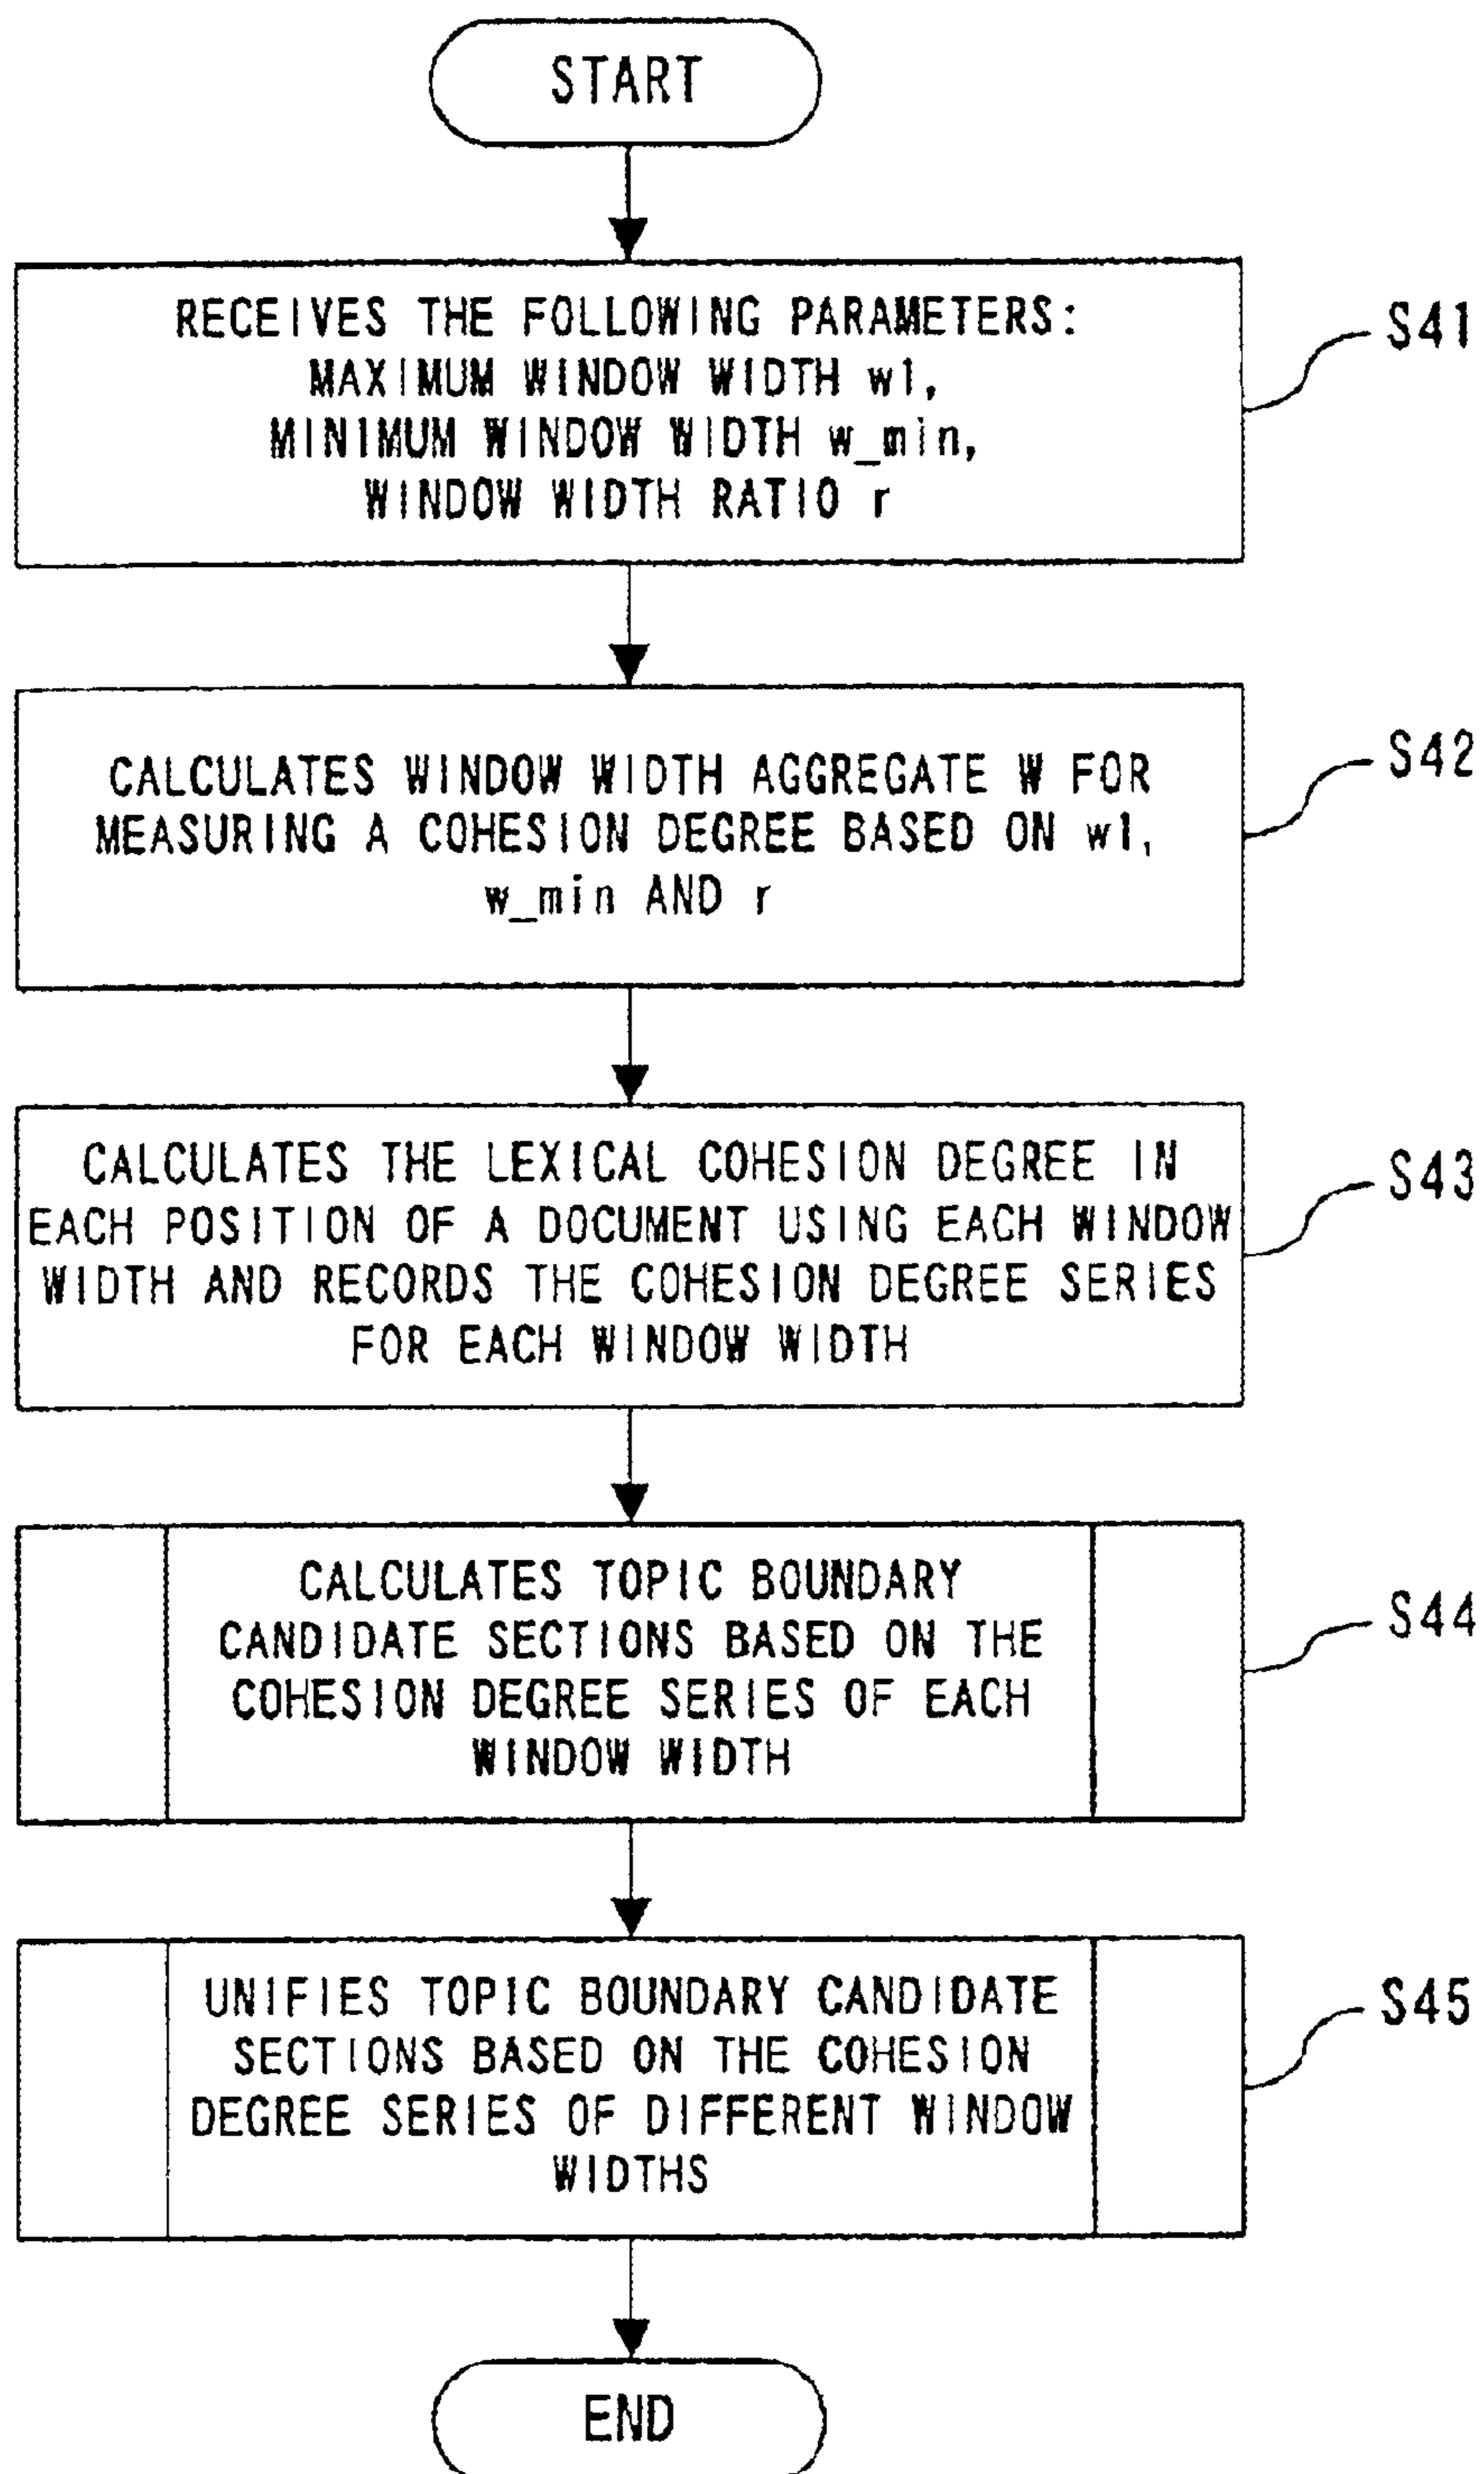 START
RECEIVES THE FOLLOWING PARAMETERS:
MAXIMUM WINDOW WIDTH w1,
MINIMUM WINDOW WIDTH w_min,
WINDOW WIDTH RATIO r
S41
CALCULATES WINDOW WIDTH AGGREGATE W FOR
MEASURING A COHESION DEGREE BASED ON w1,
w_min AND r
S42
CALCULATES THE LEXICAL COHESION DEGREE IN
EACH POSITION OF A DOCUMENT USING EACH WINDOW
WIDTH AND RECORDS THE COHESION DEGREE SERIES
FOR EACH WINDOW WIDTH
S43
CALCULATES TOPIC BOUNDARY
CANDIDATE SECTIONS BASED ON THE
COHESION DEGREE SERIES OF EACH
WINDOW WIDTH
S44
UNIFIES TOPIC BOUNDARY CANDIDATE
SECTIONS BASED ON THE COHESION
DEGREE SERIES OF DIFFERENT WINDOW
WIDTHS
S45
END